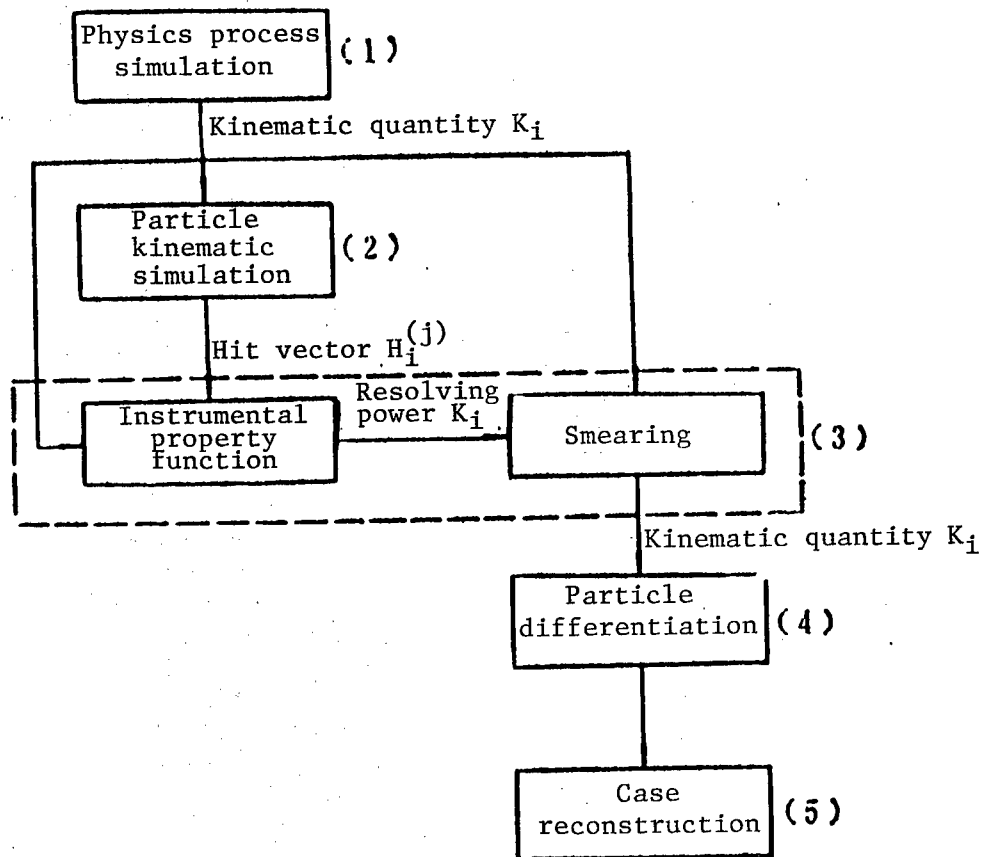 Physics process
simulation
(1)
Kinematic quantity K_i
Particle
kinematic
simulation
(2)
Hit vector H_i^(j)
Resolving
power K_i
Instrumental
property
function
Smearing
(3)
Kinematic quantity K_i
Particle
differentiation
(4)
Case
reconstruction
(5)